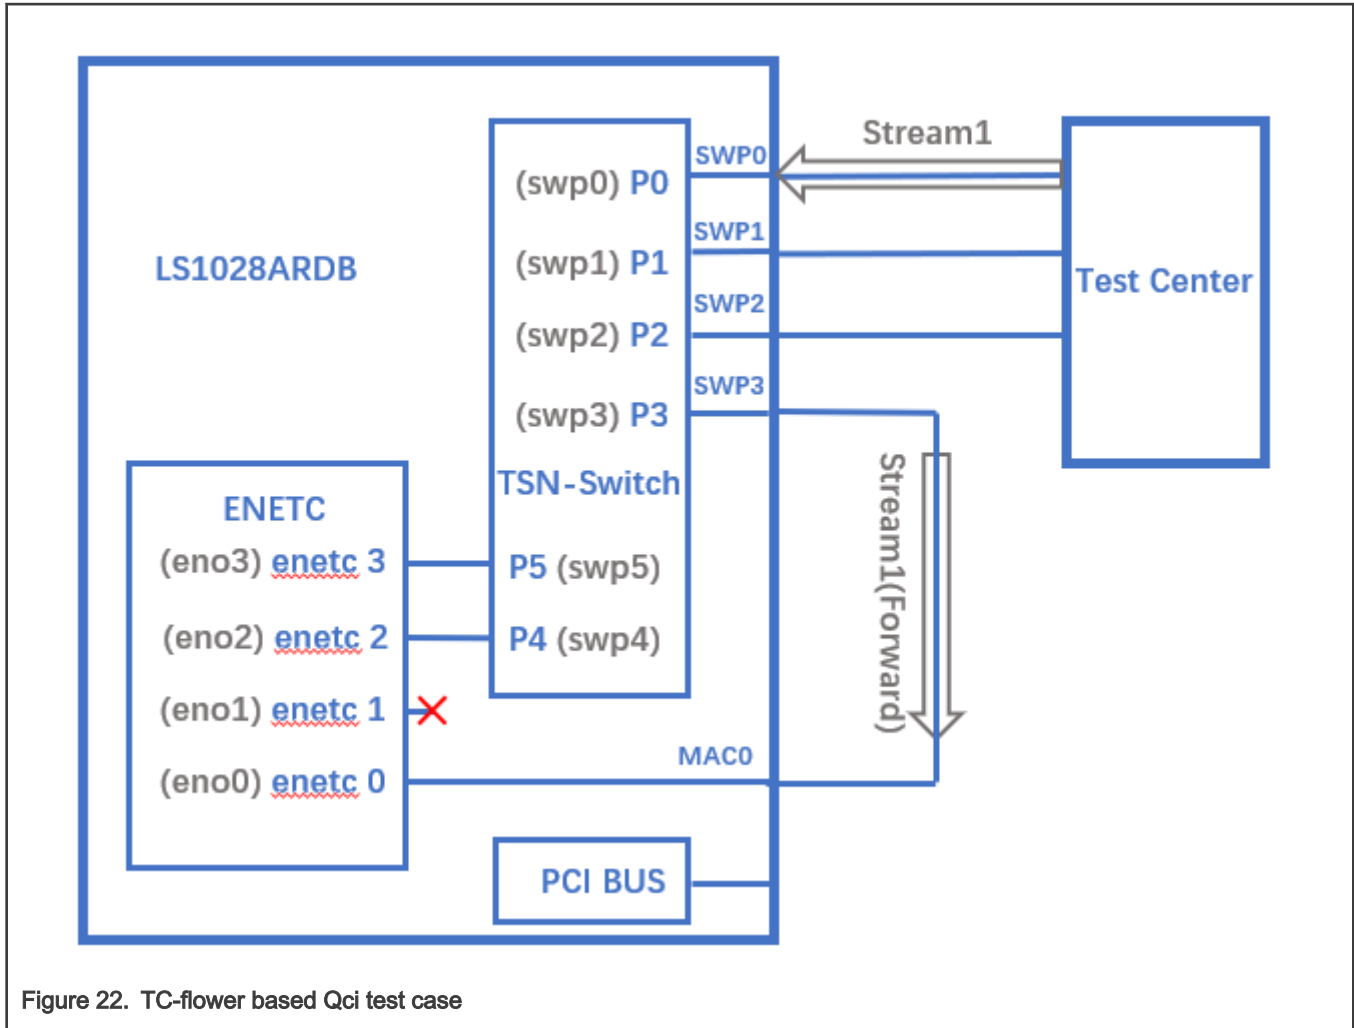 Stream1
SWP0
(swp0) P0
SWP1
(swp1) P1
LS1028ARDB
Test Center
SWP2
(swp2) P2
SWP3
(swp3) P3
TSN-Switch
Stream1(Forward)
ENETC
(eno3) enetc 3
P5 (swp5)
(eno2) enetc 2
P4 (swp4)
(eno1) enetc 1
MAC0
(eno0) enetc 0
PCI BUS
Figure 22. TC-flower based Qci test case